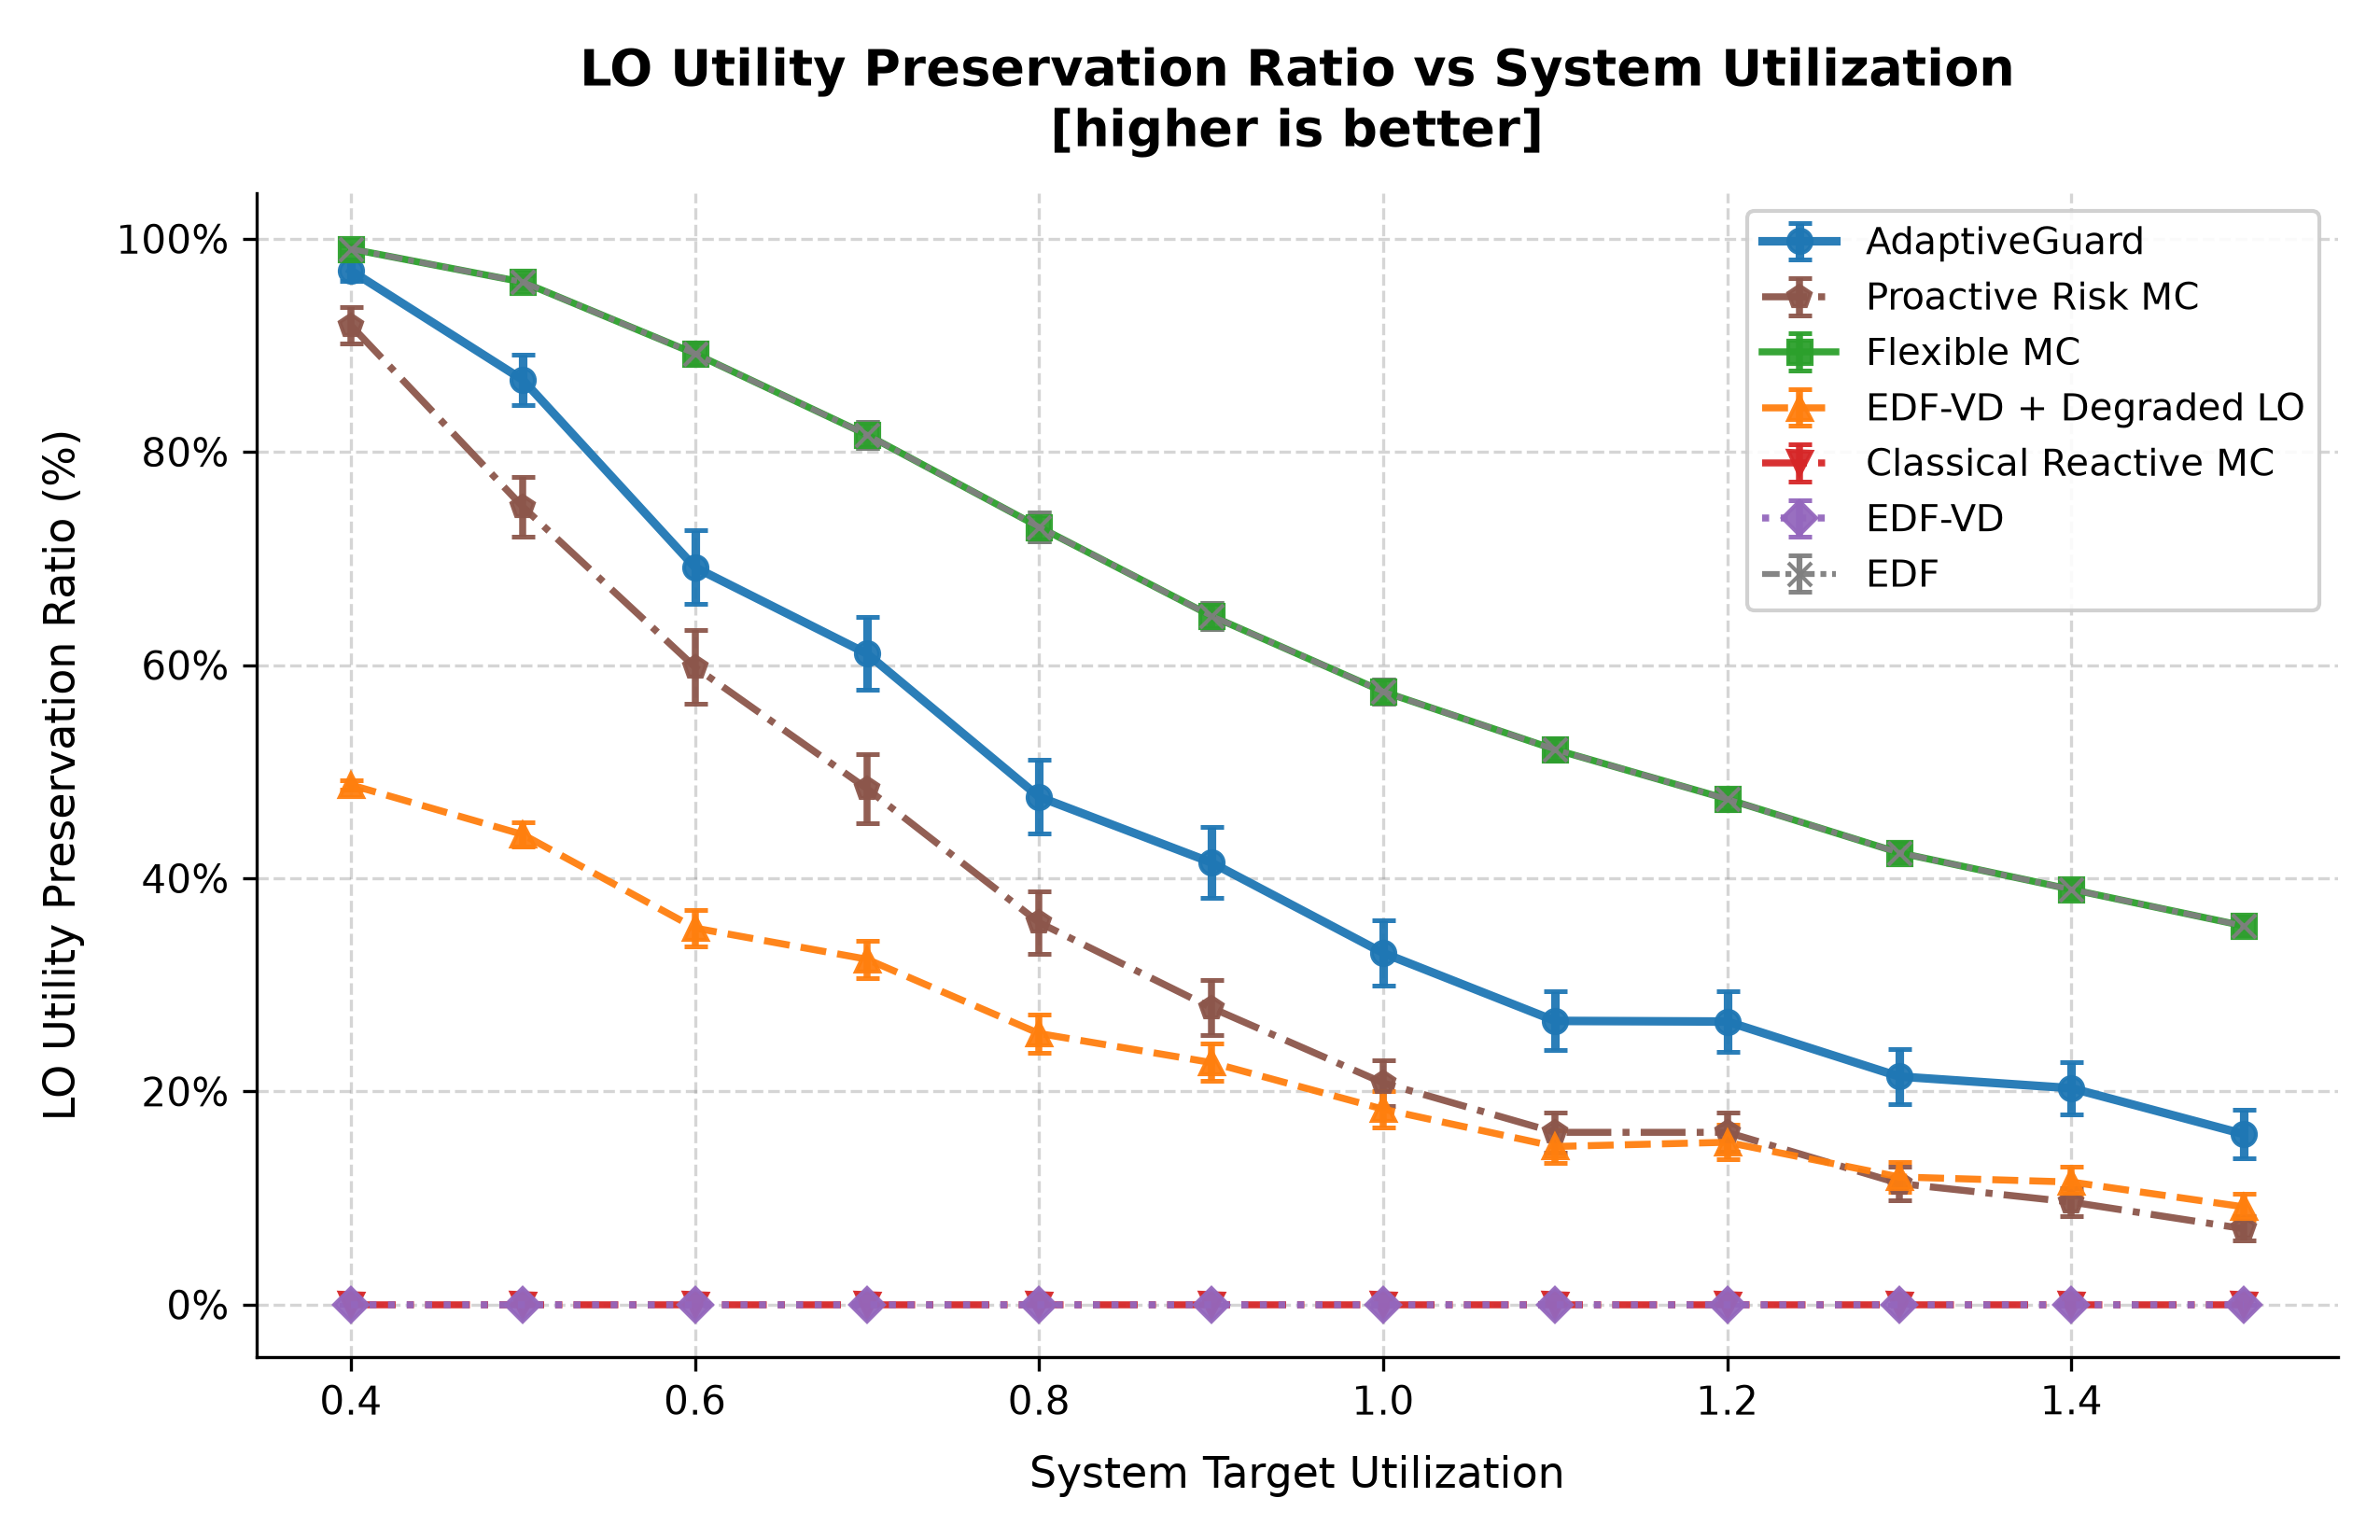 LO Utility Preservation Ratio vs System Utilization
[higher is better]
LO Utility Preservation Ratio (%)
100%
80%
60%
40%
20%
0%
0.4
0.6
0.8
1.0
1.2
1.4
System Target Utilization
AdaptiveGuard
Proactive Risk MC
Flexible MC
EDF-VD + Degraded LO
Classical Reactive MC
EDF-VD
EDF